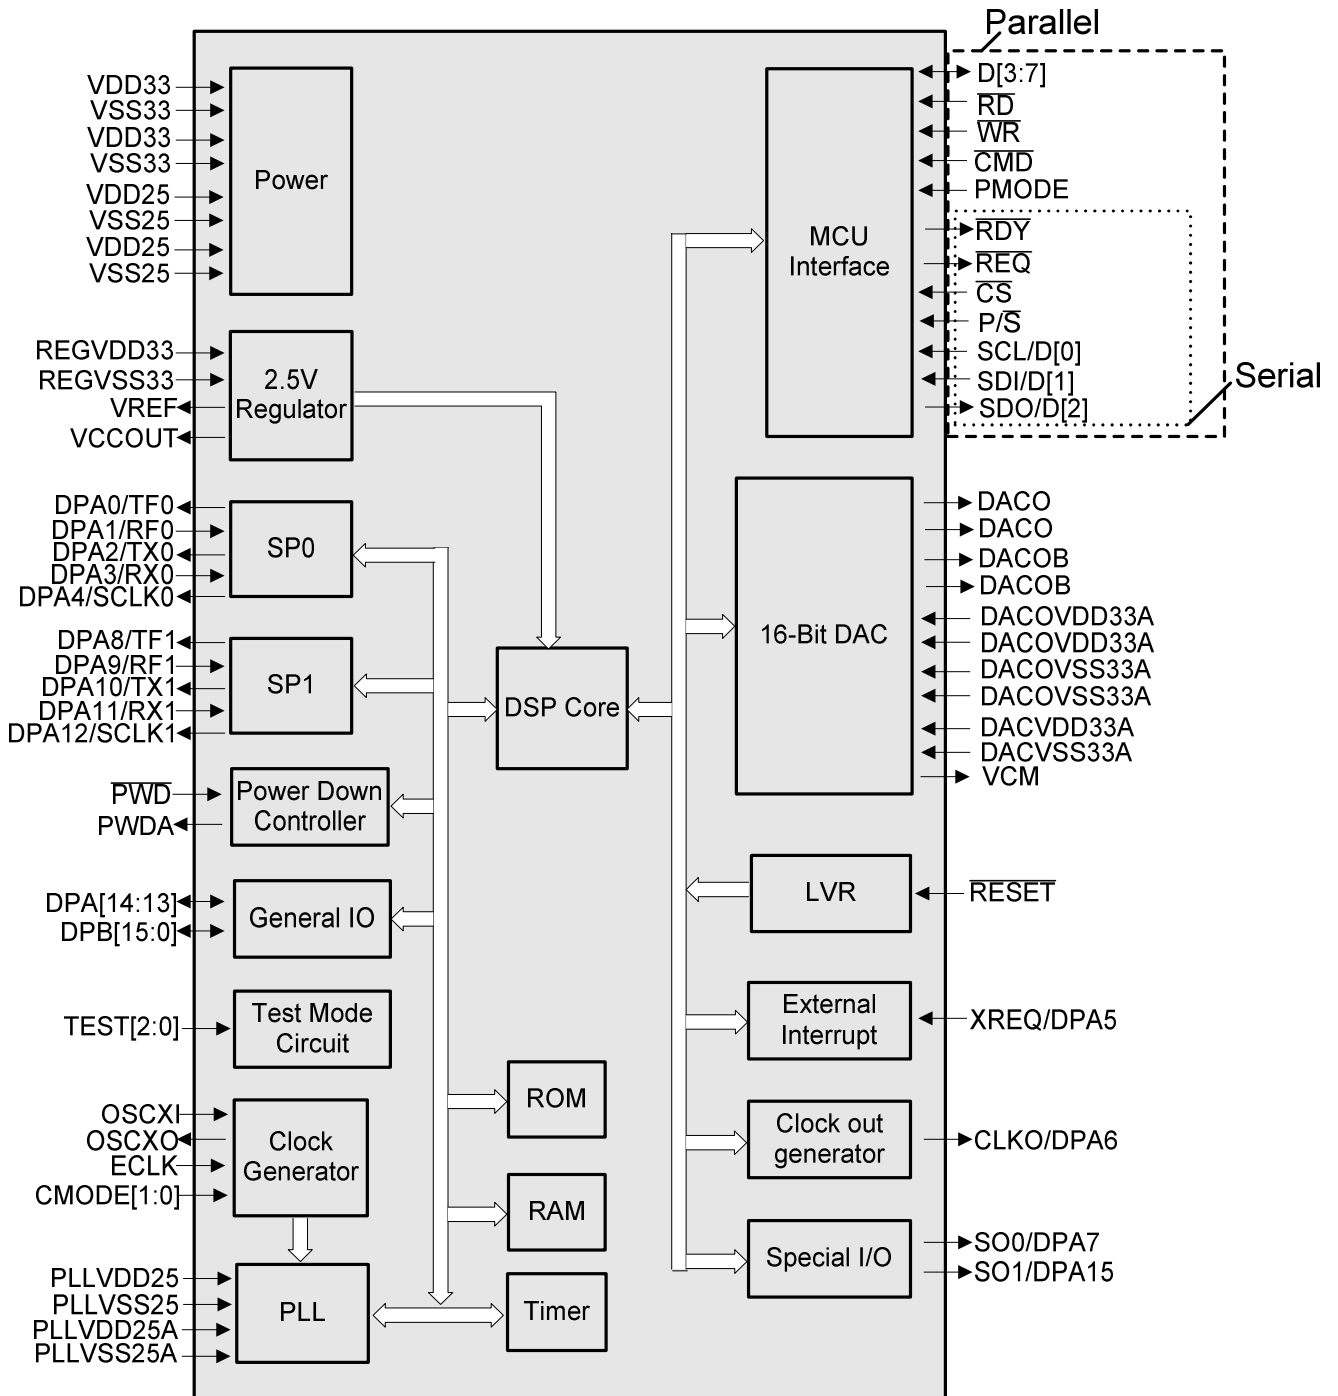 Parallel
VDD33
VSS33
VDD33
VSS33
VDD25
VSS25
VDD25
VSS25
Power
REGVDD33
REGVSS33
VREF
VCCOUT
2.5V
Regulator
DPA0/TF0
DPA1/RF0
DPA2/TX0
DPA3/RX0
DPA4/SCLK0
SP0
DPA8/TF1
DPA9/RF1
DPA10/TX1
DPA11/RX1
DPA12/SCLK1
SP1
PWD
PWDA
Power Down
Controller
DPA[14:13]
DPB[15:0]
General IO
TEST[2:0]
Test Mode
Circuit
OSCXI
OSCXO
ECLK
CMODE[1:0]
Clock
Generator
PLLVDD25
PLLVSS25
PLLVDD25A
PLLVSS25A
PLL
DSP Core
ROM
RAM
Timer
MCU
Interface
D[3:7]
RD
WR
CMD
PMODE
RDY
REQ
CS
P/S
SCL/D[0]
SDI/D[1]
SDO/D[2]
Serial
16-Bit DAC
DACO
DACO
DACOB
DACOB
DACOVDD33A
DACOVDD33A
DACOVSS33A
DACOVSS33A
DACVDD33A
DACVSS33A
VCM
LVR
RESET
External
Interrupt
XREQ/DPA5
Clock out
generator
CLKO/DPA6
Special I/O
SO0/DPA7
SO1/DPA15